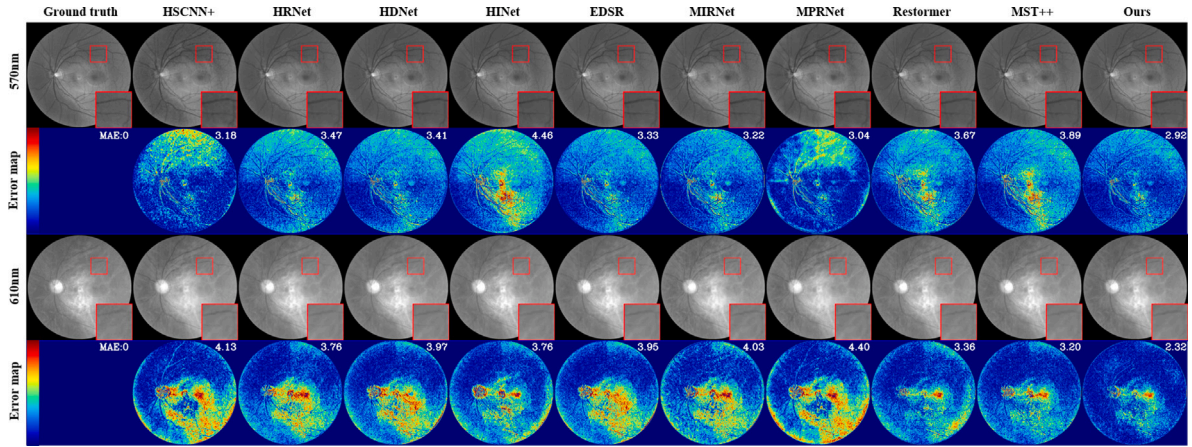 Ground truth HSCNN+ HRNet HDNet HINet EDSR MIRNet MPRNet Restormer MST++ Ours
570nm
Error map
MAE:0 3.18 3.47 3.41 4.46 3.33 3.22 3.04 3.67 3.89 2.92
610nm
Error map
MAE:0 4.13 3.76 3.97 3.76 3.95 4.03 4.40 3.36 3.20 2.32